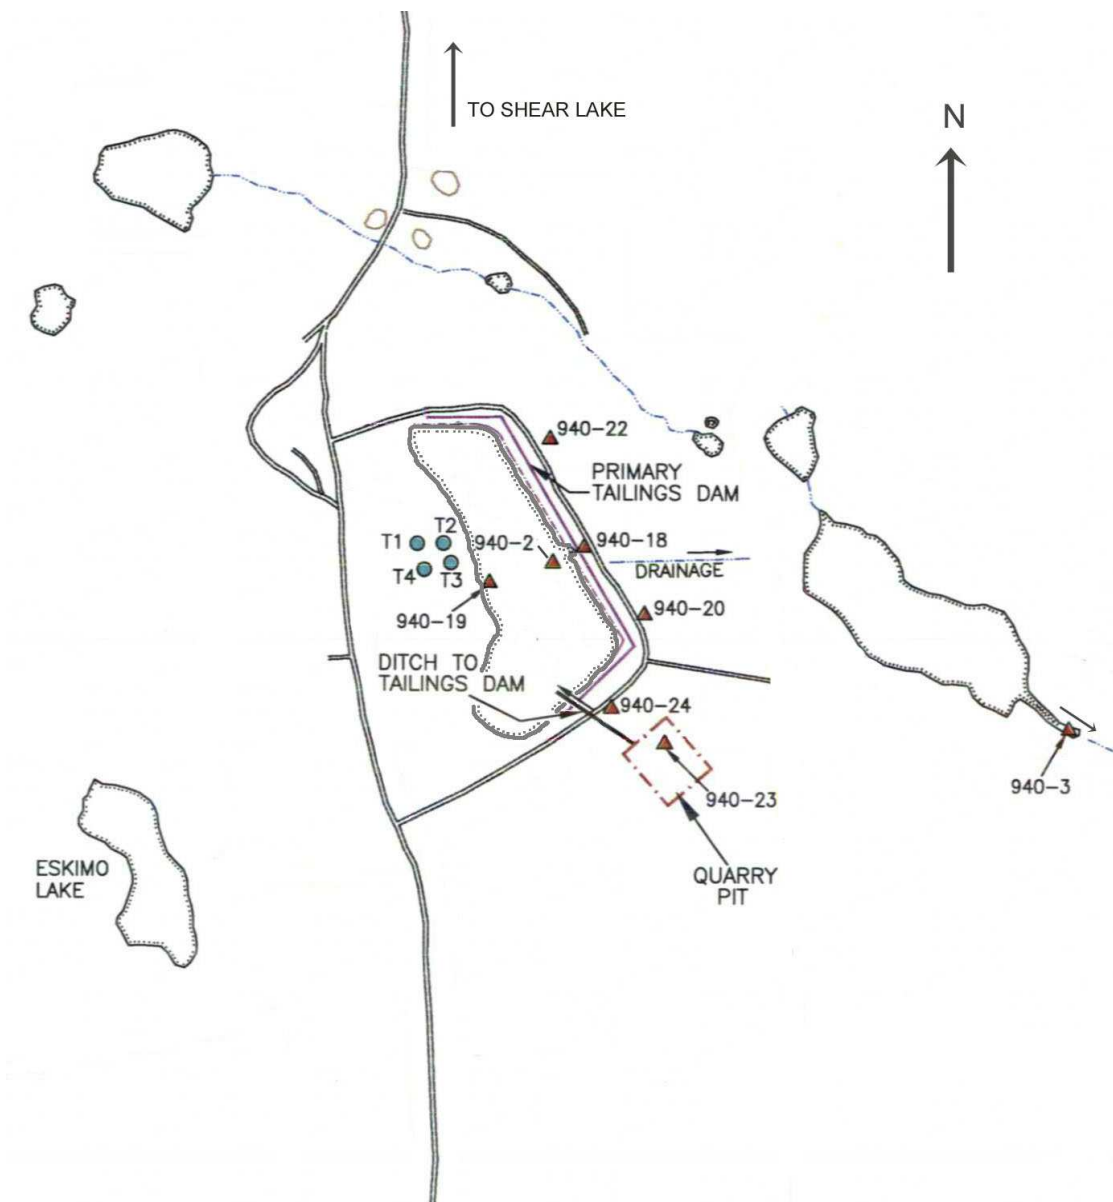 TO SHEAR LAKE
N
940-22
PRIMARY
TAILINGS DAM
T1
T2
940-2
940-18
T4
T3
DRAINAGE
940-19
940-20
DITCH TO
TAILINGS DAM
940-24
940-23
940-3
ESKIMO
LAKE
QUARRY
PIT